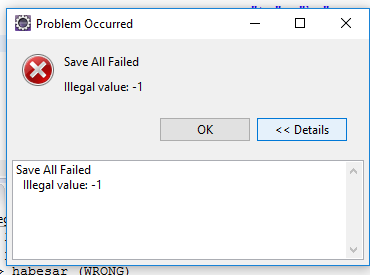 Problem Occurred
Save All Failed
Illegal value: -1
OK
<< Details
Save All Failed
Illegal value: -1
> habesar (WRONG)